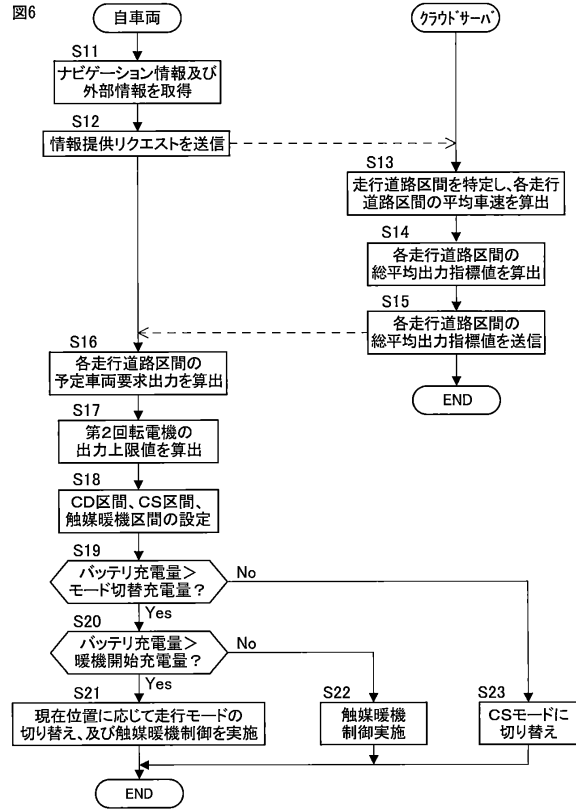 図6
自車両
クラウドサーバ
S11
ナビゲーション情報及び
外部情報を取得
S12
情報提供リクエストを送信
S13
走行道路区間を特定し、各走行
道路区間の平均車速を算出
S14
各走行道路区間の
総平均出力指標値を算出
S15
各走行道路区間の
総平均出力指標値を送信
END
S16
各走行道路区間の
予定車両要求出力を算出
S17
第2回転電機の
出力上限値を算出
S18
CD区間、CS区間、
触媒暖機区間の設定
S19
バッテリ充電量＞
モード切替充電量？
No
Yes
S20
バッテリ充電量＞
暖機開始充電量？
No
Yes
S21
現在位置に応じて走行モードの
切り替え、及び触媒暖機制御を実施
S22
触媒暖機
制御実施
S23
CSモードに
切り替え
END